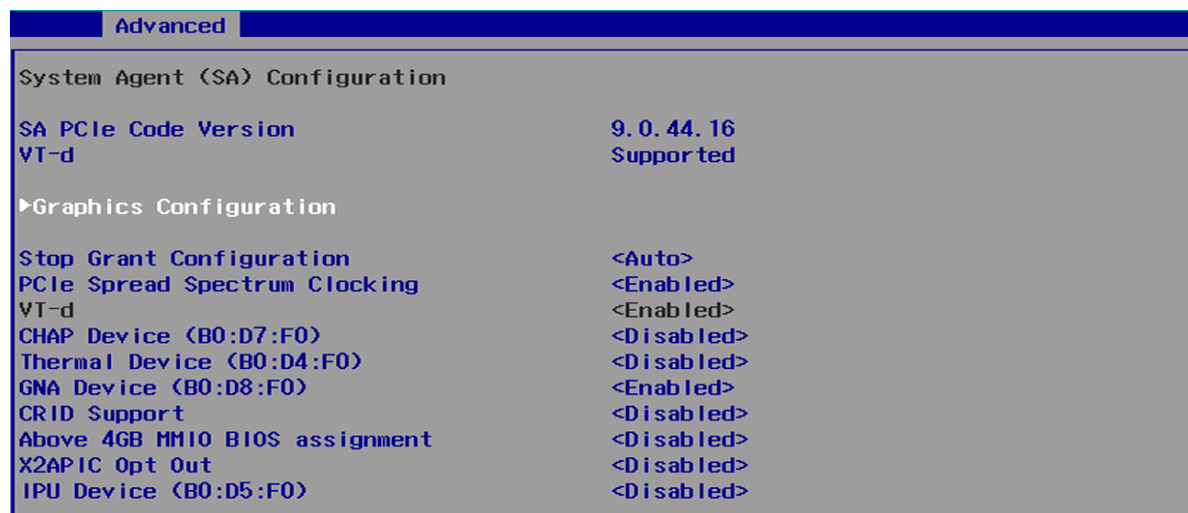 Advanced
System Agent (SA) Configuration
SA PCIe Code Version 9.0.44.16
VT-d Supported
▶Graphics Configuration
Stop Grant Configuration <Auto>
PCIe Spread Spectrum Clocking <Enabled>
VT-d <Enabled>
CHAP Device (B0:D7:F0) <Disabled>
Thermal Device (B0:D4:F0) <Disabled>
GNA Device (B0:D8:F0) <Enabled>
CRID Support <Disabled>
Above 4GB MMIO BIOS assignment <Disabled>
X2APIC Opt Out <Disabled>
IPU Device (B0:D5:F0) <Disabled>